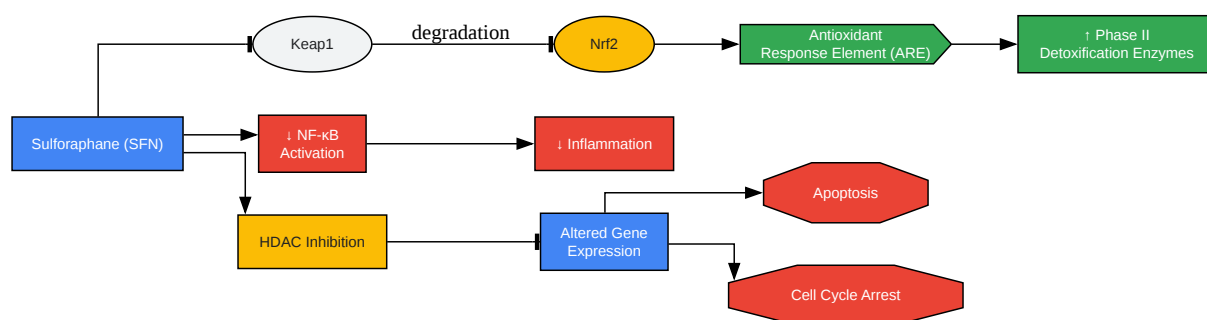 Keap1
degradation
Nrf2
Antioxidant
Response Element (ARE)
↑ Phase II
Detoxification Enzymes
Sulforaphane (SFN)
↓ NF-κB
Activation
↓ Inflammation
Apoptosis
HDAC Inhibition
Altered Gene
Expression
Cell Cycle Arrest